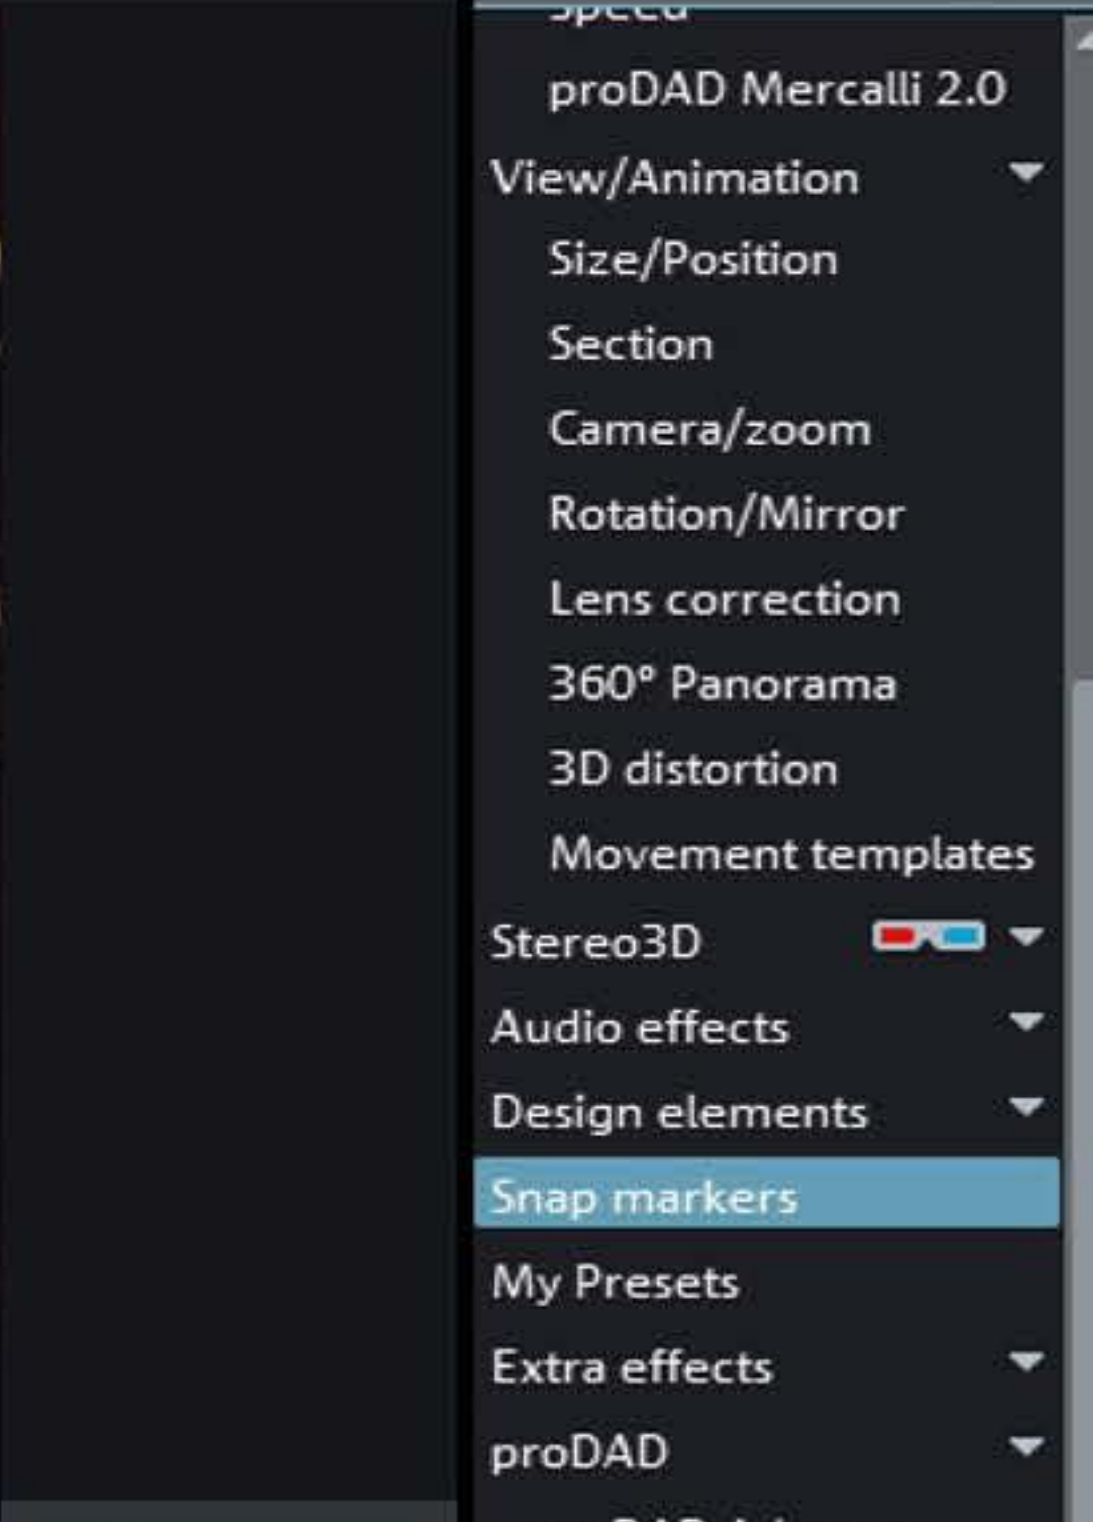 Speed
proDAD Mercalli 2.0
View/Animation
Size/Position
Section
Camera/zoom
Rotation/Mirror
Lens correction
360° Panorama
3D distortion
Movement templates
Stereo3D
Audio effects
Design elements
Snap markers
My Presets
Extra effects
proDAD